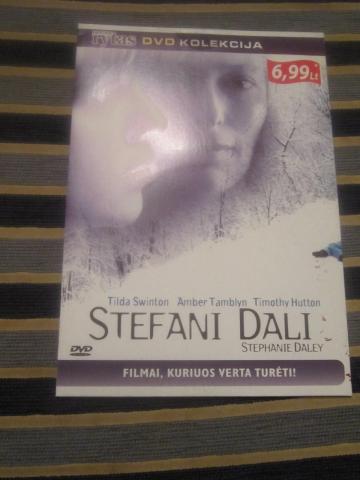 rytas DVD KOLEKCIJA
6,99 Lt
Tilda Swinton Amber Tamblyn Timothy Hutton
STEFANI DALI
STEPHANIE DALEY
DVD
FILMAI, KURIUOS VERTA TURĖTI!